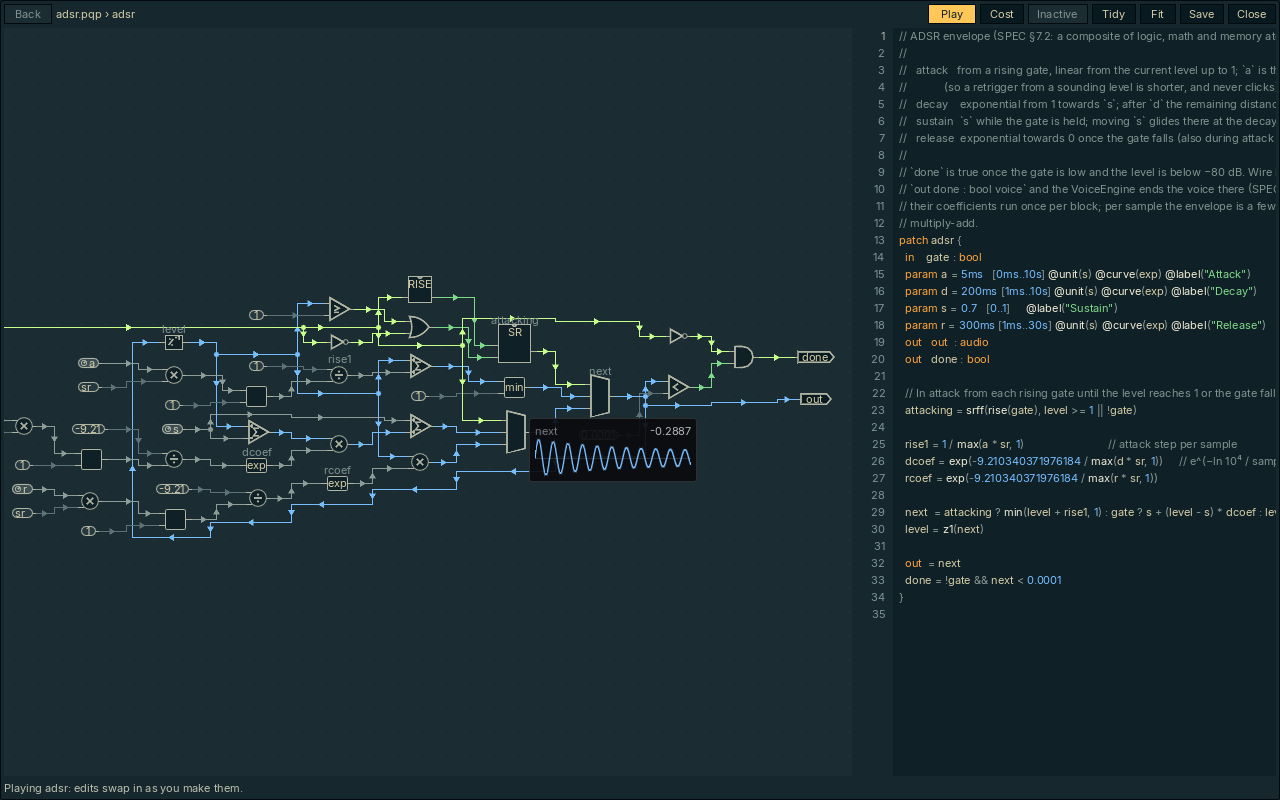 Back adsr.pqp › adsr Play Cost Inactive Tidy Fit Save Close
RISE
≥
1
level
z⁻¹
attacking
SR
done
a
1
rise1
÷
Σ
<
sr
×
min
next
1
1
out
×
-9.21
s
Σ
×
Σ
next -0.2887
1
÷
dcoef
exp
rcoef
exp
×
r
-9.21
÷
sr
×
1
1 // ADSR envelope (SPEC §7.2: a composite of logic, math and memory at
2 //
3 // attack from a rising gate, linear from the current level up to 1; `a` is th
4 // (so a retrigger from a sounding level is shorter, and never clicks
5 // decay exponential from 1 towards `s`; after `d` the remaining distanc
6 // sustain `s` while the gate is held; moving `s` glides there at the decay
7 // release exponential towards 0 once the gate falls (also during attack
8 //
9 // `done` is true once the gate is low and the level is below −80 dB. Wire
10 // `out done : bool voice` and the VoiceEngine ends the voice there (SPEC
11 // their coefficients run once per block; per sample the envelope is a few
12 // multiply-add.
13 patch adsr {
14 in gate : bool
15 param a = 5ms [0ms..10s] @unit(s) @curve(exp) @label("Attack")
16 param d = 200ms [1ms..10s] @unit(s) @curve(exp) @label("Decay")
17 param s = 0.7 [0..1] @label("Sustain")
18 param r = 300ms [1ms..30s] @unit(s) @curve(exp) @label("Release")
19 out out : audio
20 out done : bool
21
22 // In attack from each rising gate until the level reaches 1 or the gate fall
23 attacking = srff(rise(gate), level >= 1 || !gate)
24
25 rise1 = 1 / max(a * sr, 1) // attack step per sample
26 dcoef = exp(-9.210340371976184 / max(d * sr, 1)) // e^(−ln 10⁴ / samp
27 rcoef = exp(-9.210340371976184 / max(r * sr, 1))
28
29 next = attacking ? min(level + rise1, 1) : gate ? s + (level - s) * dcoef : lev
30 level = z1(next)
31
32 out = next
33 done = !gate && next < 0.0001
34 }
35
Playing adsr: edits swap in as you make them.